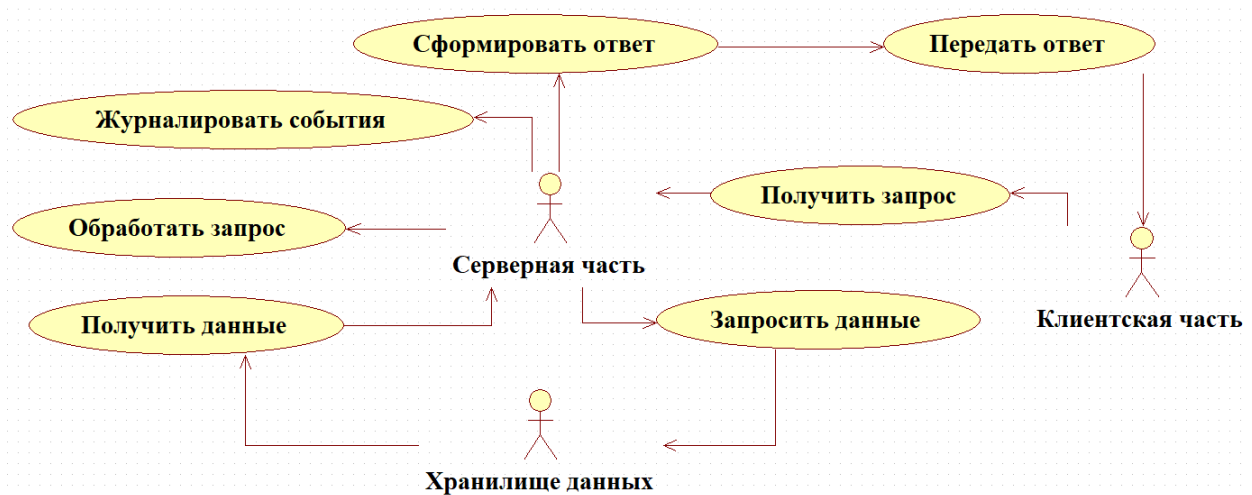 Сформировать ответ
Передать ответ
Журналировать события
Получить запрос
Обработать запрос
Серверная часть
Получить данные
Запросить данные
Клиентская часть
Хранилище данных